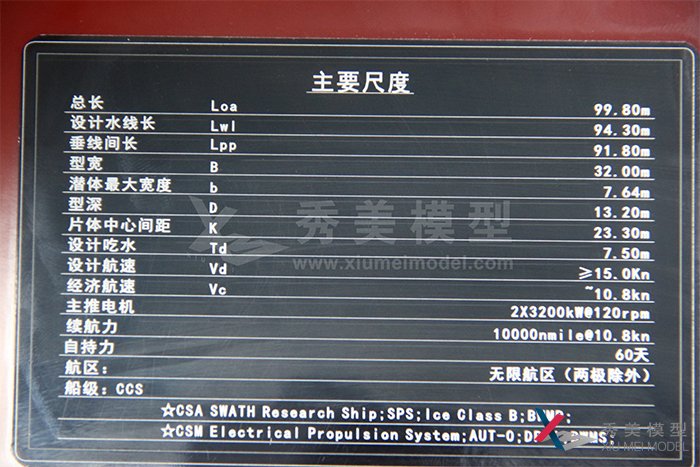 主要尺度
总长 Loa 99.80m
设计水线长 Lwl 94.30m
垂线间长 Lpp 91.80m
型宽 B 32.00m
潜体最大宽度 b 7.64m
型深 D 13.20m
片体中心间距 K 23.30m
设计吃水 Td 7.50m
设计航速 Vd ≥15.0Kn
经济航速 Vc ~10.8kn
主推电机 2X3200kW@120rpm
续航力 10000nmile@10.8kn
自持力 60天
航区： 无限航区（两极除外）
船级：CCS
☆CSA SWATH Research Ship;SPS;Ice Class B;
☆CSM Electrical Propulsion System;AUT-0;
秀美模型
www.xiumeimodel.com
秀美模型
XIU MEI MODEL